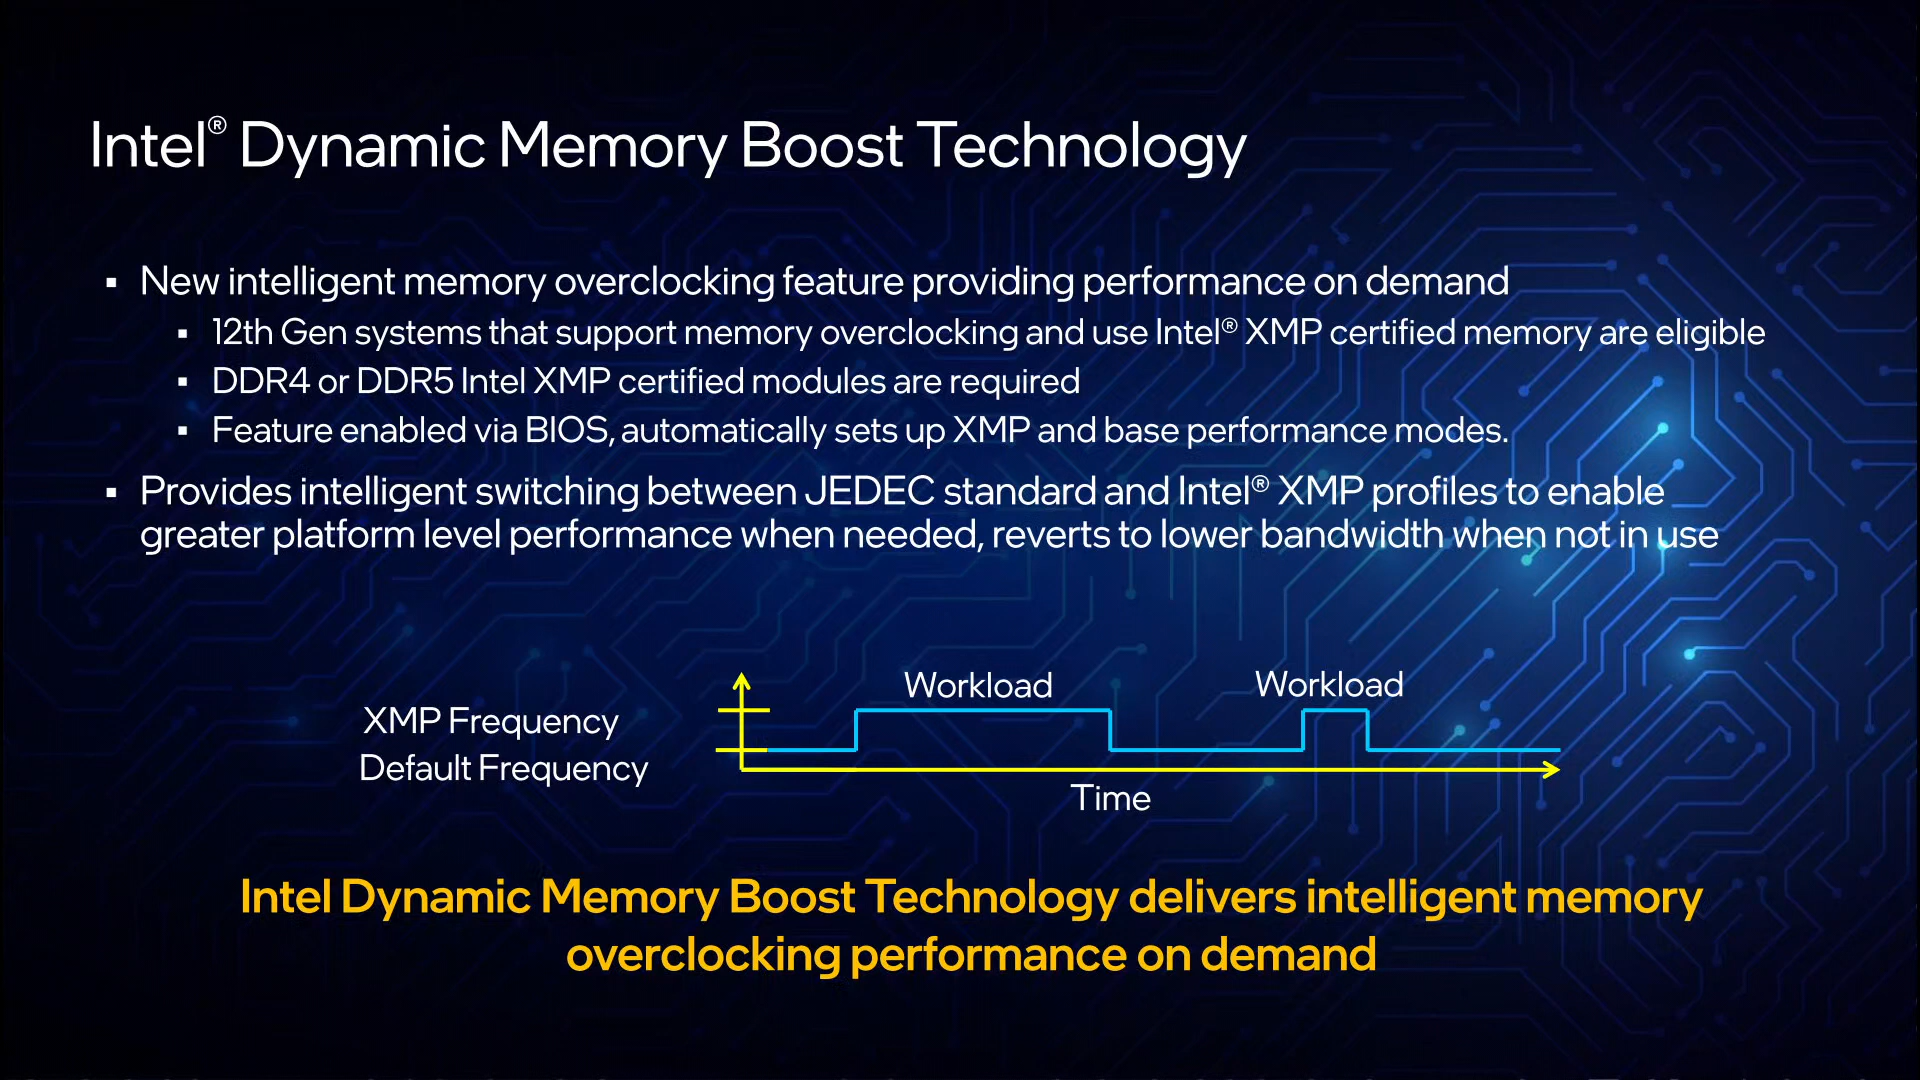 Intel® Dynamic Memory Boost Technology
▪ New intelligent memory overclocking feature providing performance on demand
▪ 12th Gen systems that support memory overclocking and use Intel® XMP certified memory are eligible
▪ DDR4 or DDR5 Intel XMP certified modules are required
▪ Feature enabled via BIOS, automatically sets up XMP and base performance modes.
▪ Provides intelligent switching between JEDEC standard and Intel® XMP profiles to enable
greater platform level performance when needed, reverts to lower bandwidth when not in use
Workload
Workload
XMP Frequency
Default Frequency
Time
Intel Dynamic Memory Boost Technology delivers intelligent memory
overclocking performance on demand